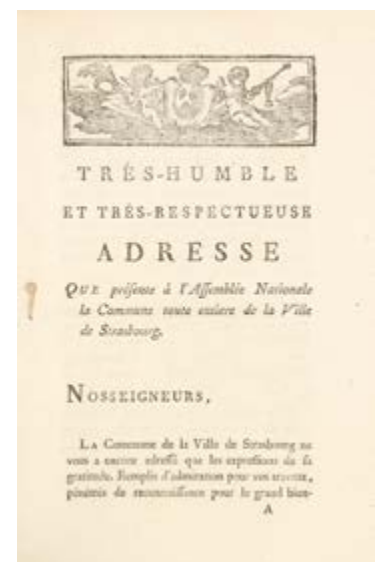 TRÉS-HUMBLE
ET TRÉS-RESPECTUEUSE
ADRESSE
QUE préſente à l'Aſſemblée Nationale
la Commune toute entiere de la Ville
de Strasbourg.
NOSSEIGNEURS,
LA Commune de la Ville de Strasbourg ne
vous a encore adreſſé que les expreſſions de ſa
gratitude. Remplie d'admiration pour vos travaux,
pénétrée de reconnoiſſance pour le grand bien-
A